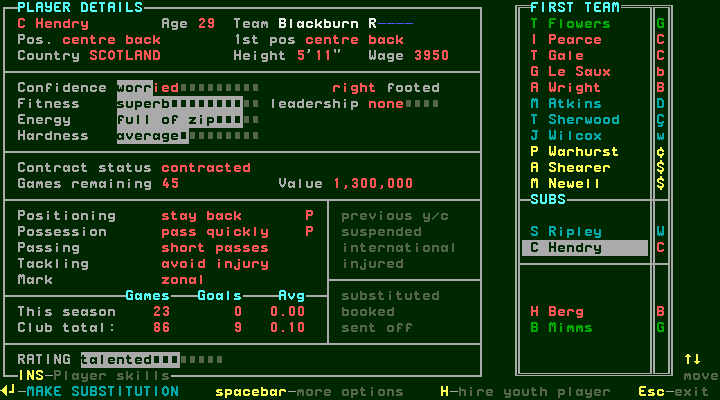 PLAYER DETAILS
C Hendry Age 29 Team Blackburn R
Pos. centre back 1st pos centre back
Country SCOTLAND Height 5'11" Wage 3950
Confidence worried right footed
Fitness superb leadership none
Energy full of zip
Hardness average
Contract status contracted
Games remaining 45 Value 1,300,000
Positioning stay back P
Possession pass quickly P
Passing short passes
Tackling avoid injury
Mark zonal
previous y/c
suspended
international
injured
Games Goals Avg
This season 23 0 0.00
Club total: 86 9 0.10
substituted
booked
sent off
RATING talented
INS-Player skills
FIRST TEAM
T Flowers G
I Pearce C
T Gale C
G Le Saux b
A Wright B
M Atkins D
T Sherwood Ç
J Wilcox w
P Warhurst ¢
A Shearer $
M Newell $
SUBS
S Ripley W
C Hendry C
H Berg B
B Mimms G
↑↓
move
↵-MAKE SUBSTITUTION spacebar-more options H-hire youth player Esc-exit